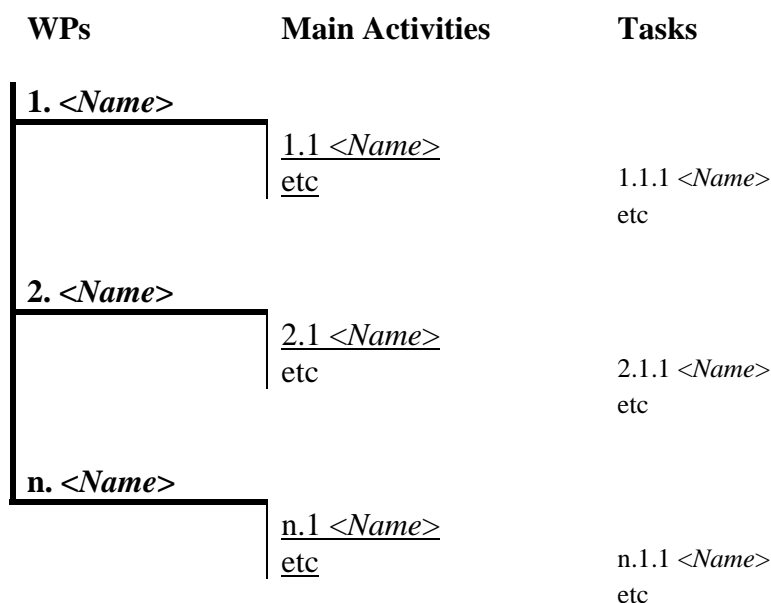 WPs Main Activities Tasks
1. <Name>
1.1 <Name>
etc
1.1.1 <Name>
etc
2. <Name>
2.1 <Name>
etc
2.1.1 <Name>
etc
n. <Name>
n.1 <Name>
etc
n.1.1 <Name>
etc